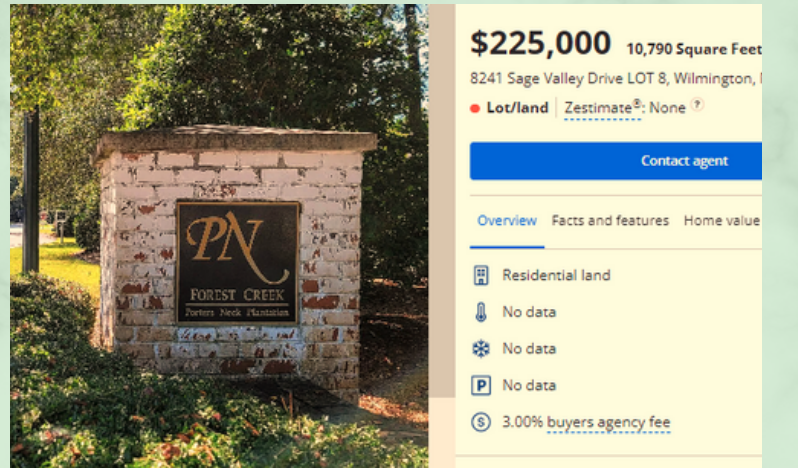 PN
FOREST CREEK
Porters Neck Plantation
$225,000 10,790 Square Feet
8241 Sage Valley Drive LOT 8, Wilmington,
Lot/land Zestimate®: None ?
Contact agent
Overview Facts and features Home value
Residential land
No data
No data
P No data
S 3.00% buyers agency fee